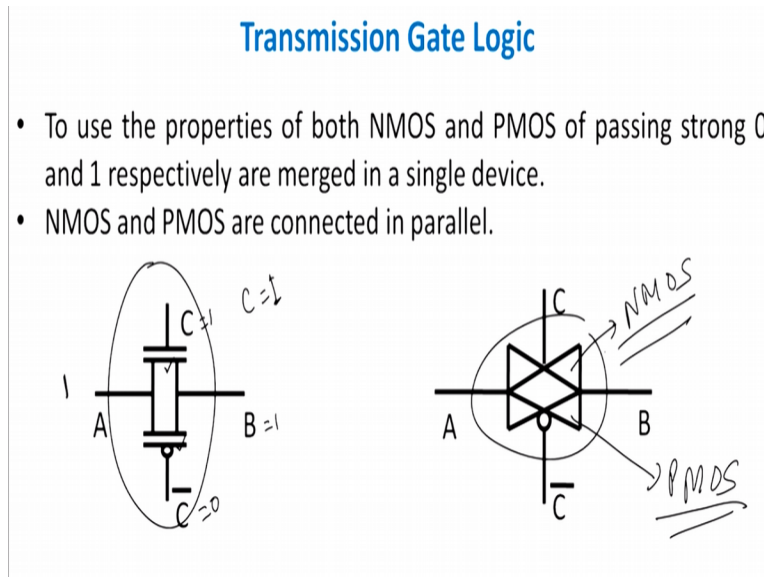 Transmission Gate Logic
• To use the properties of both NMOS and PMOS of passing strong 0
and 1 respectively are merged in a single device.
• NMOS and PMOS are connected in parallel.
C=1
C=1
1
A
B=1
C̅=0
C
NMOS
A
B
C̅
PMOS